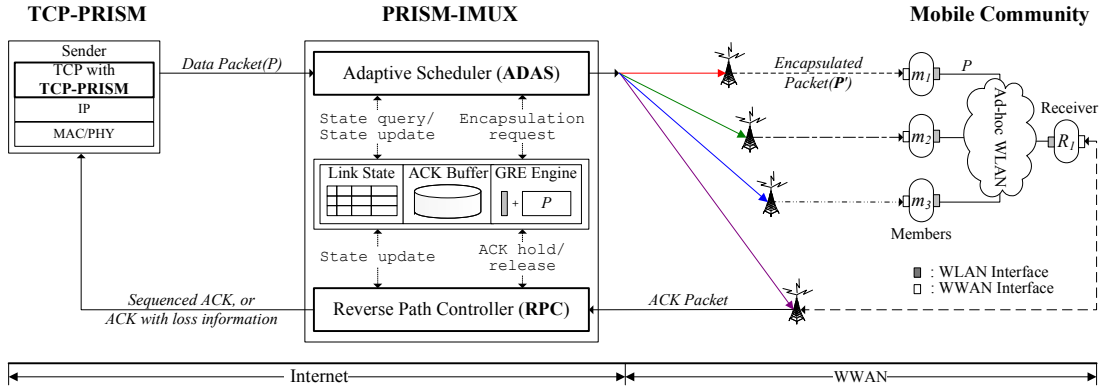 TCP-PRISM
PRISM-IMUX
Mobile Community
Sender
TCP with
TCP-PRISM
IP
MAC/PHY
Data Packet(P)
Adaptive Scheduler (ADAS)
State query/
State update
Encapsulation
request
Link State
ACK Buffer
GRE Engine
+
P
State update
ACK hold/
release
Reverse Path Controller (RPC)
Sequenced ACK, or
ACK with loss information
Encapsulated
Packet(P')
ACK Packet
m1
m2
m3
Members
P
Ad-hoc WLAN
Receiver
R1
: WLAN Interface
: WWAN Interface
Internet
WWAN